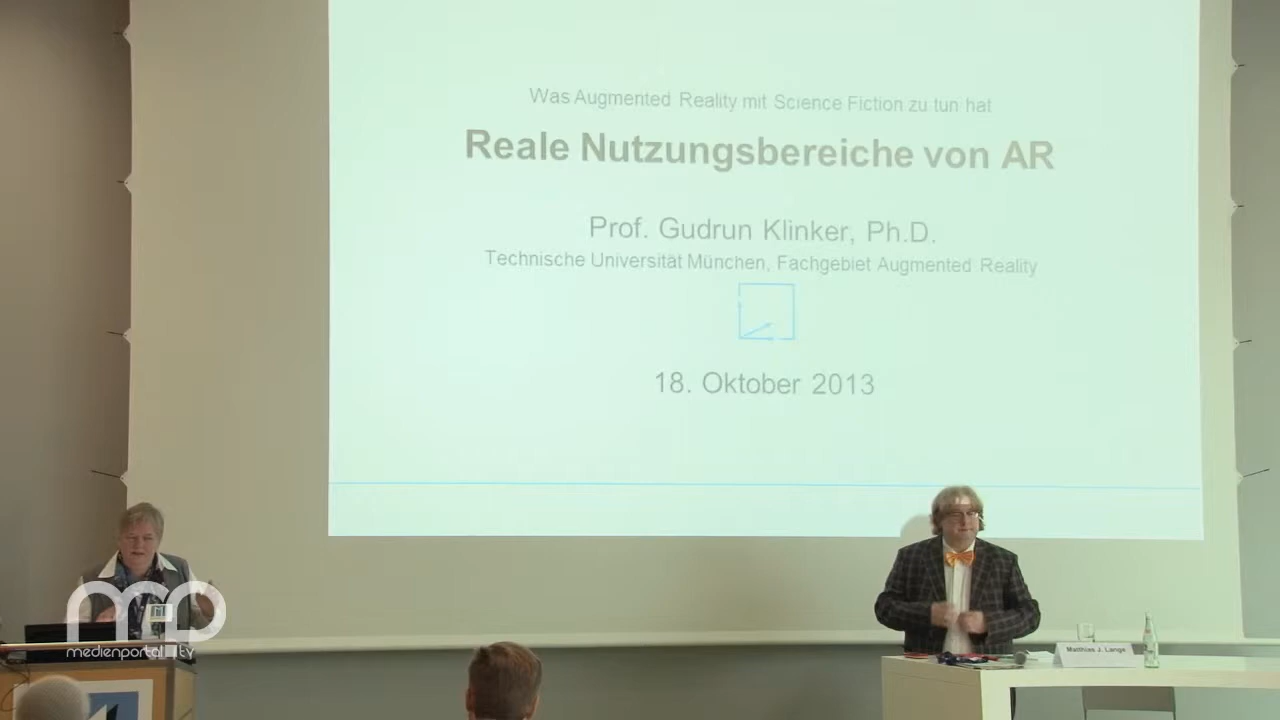 Was Augmented Reality mit Science Fiction zu tun hat
Reale Nutzungsbereiche von AR
Prof. Gudrun Klinker, Ph.D.
Technische Universität München, Fachgebiet Augmented Reality
18. Oktober 2013
mp
medienportal.tv
Matthias J. Lange